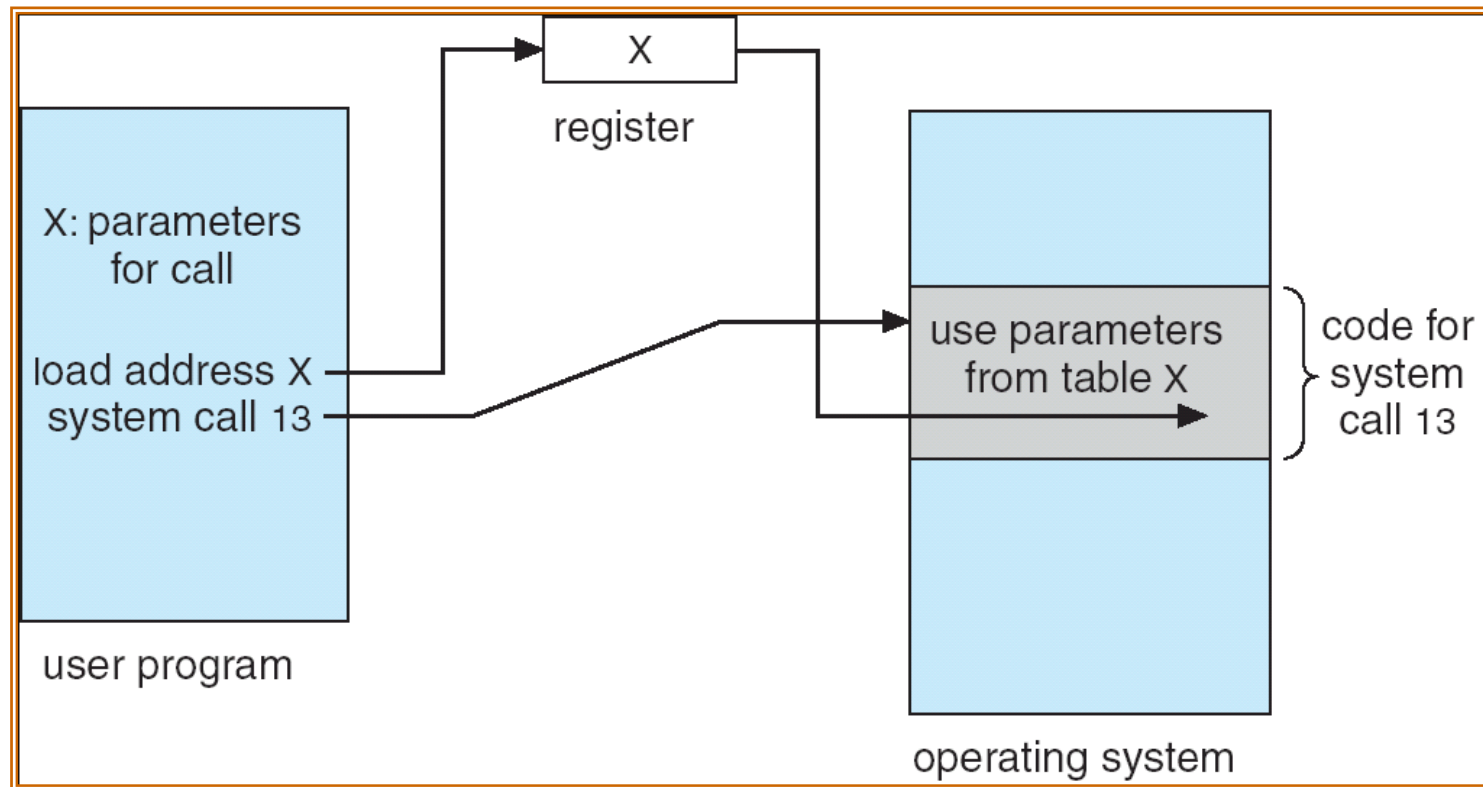 X
register
X: parameters
for call
load address X
system call 13
user program
use parameters
from table X
code for
system
call 13
operating system